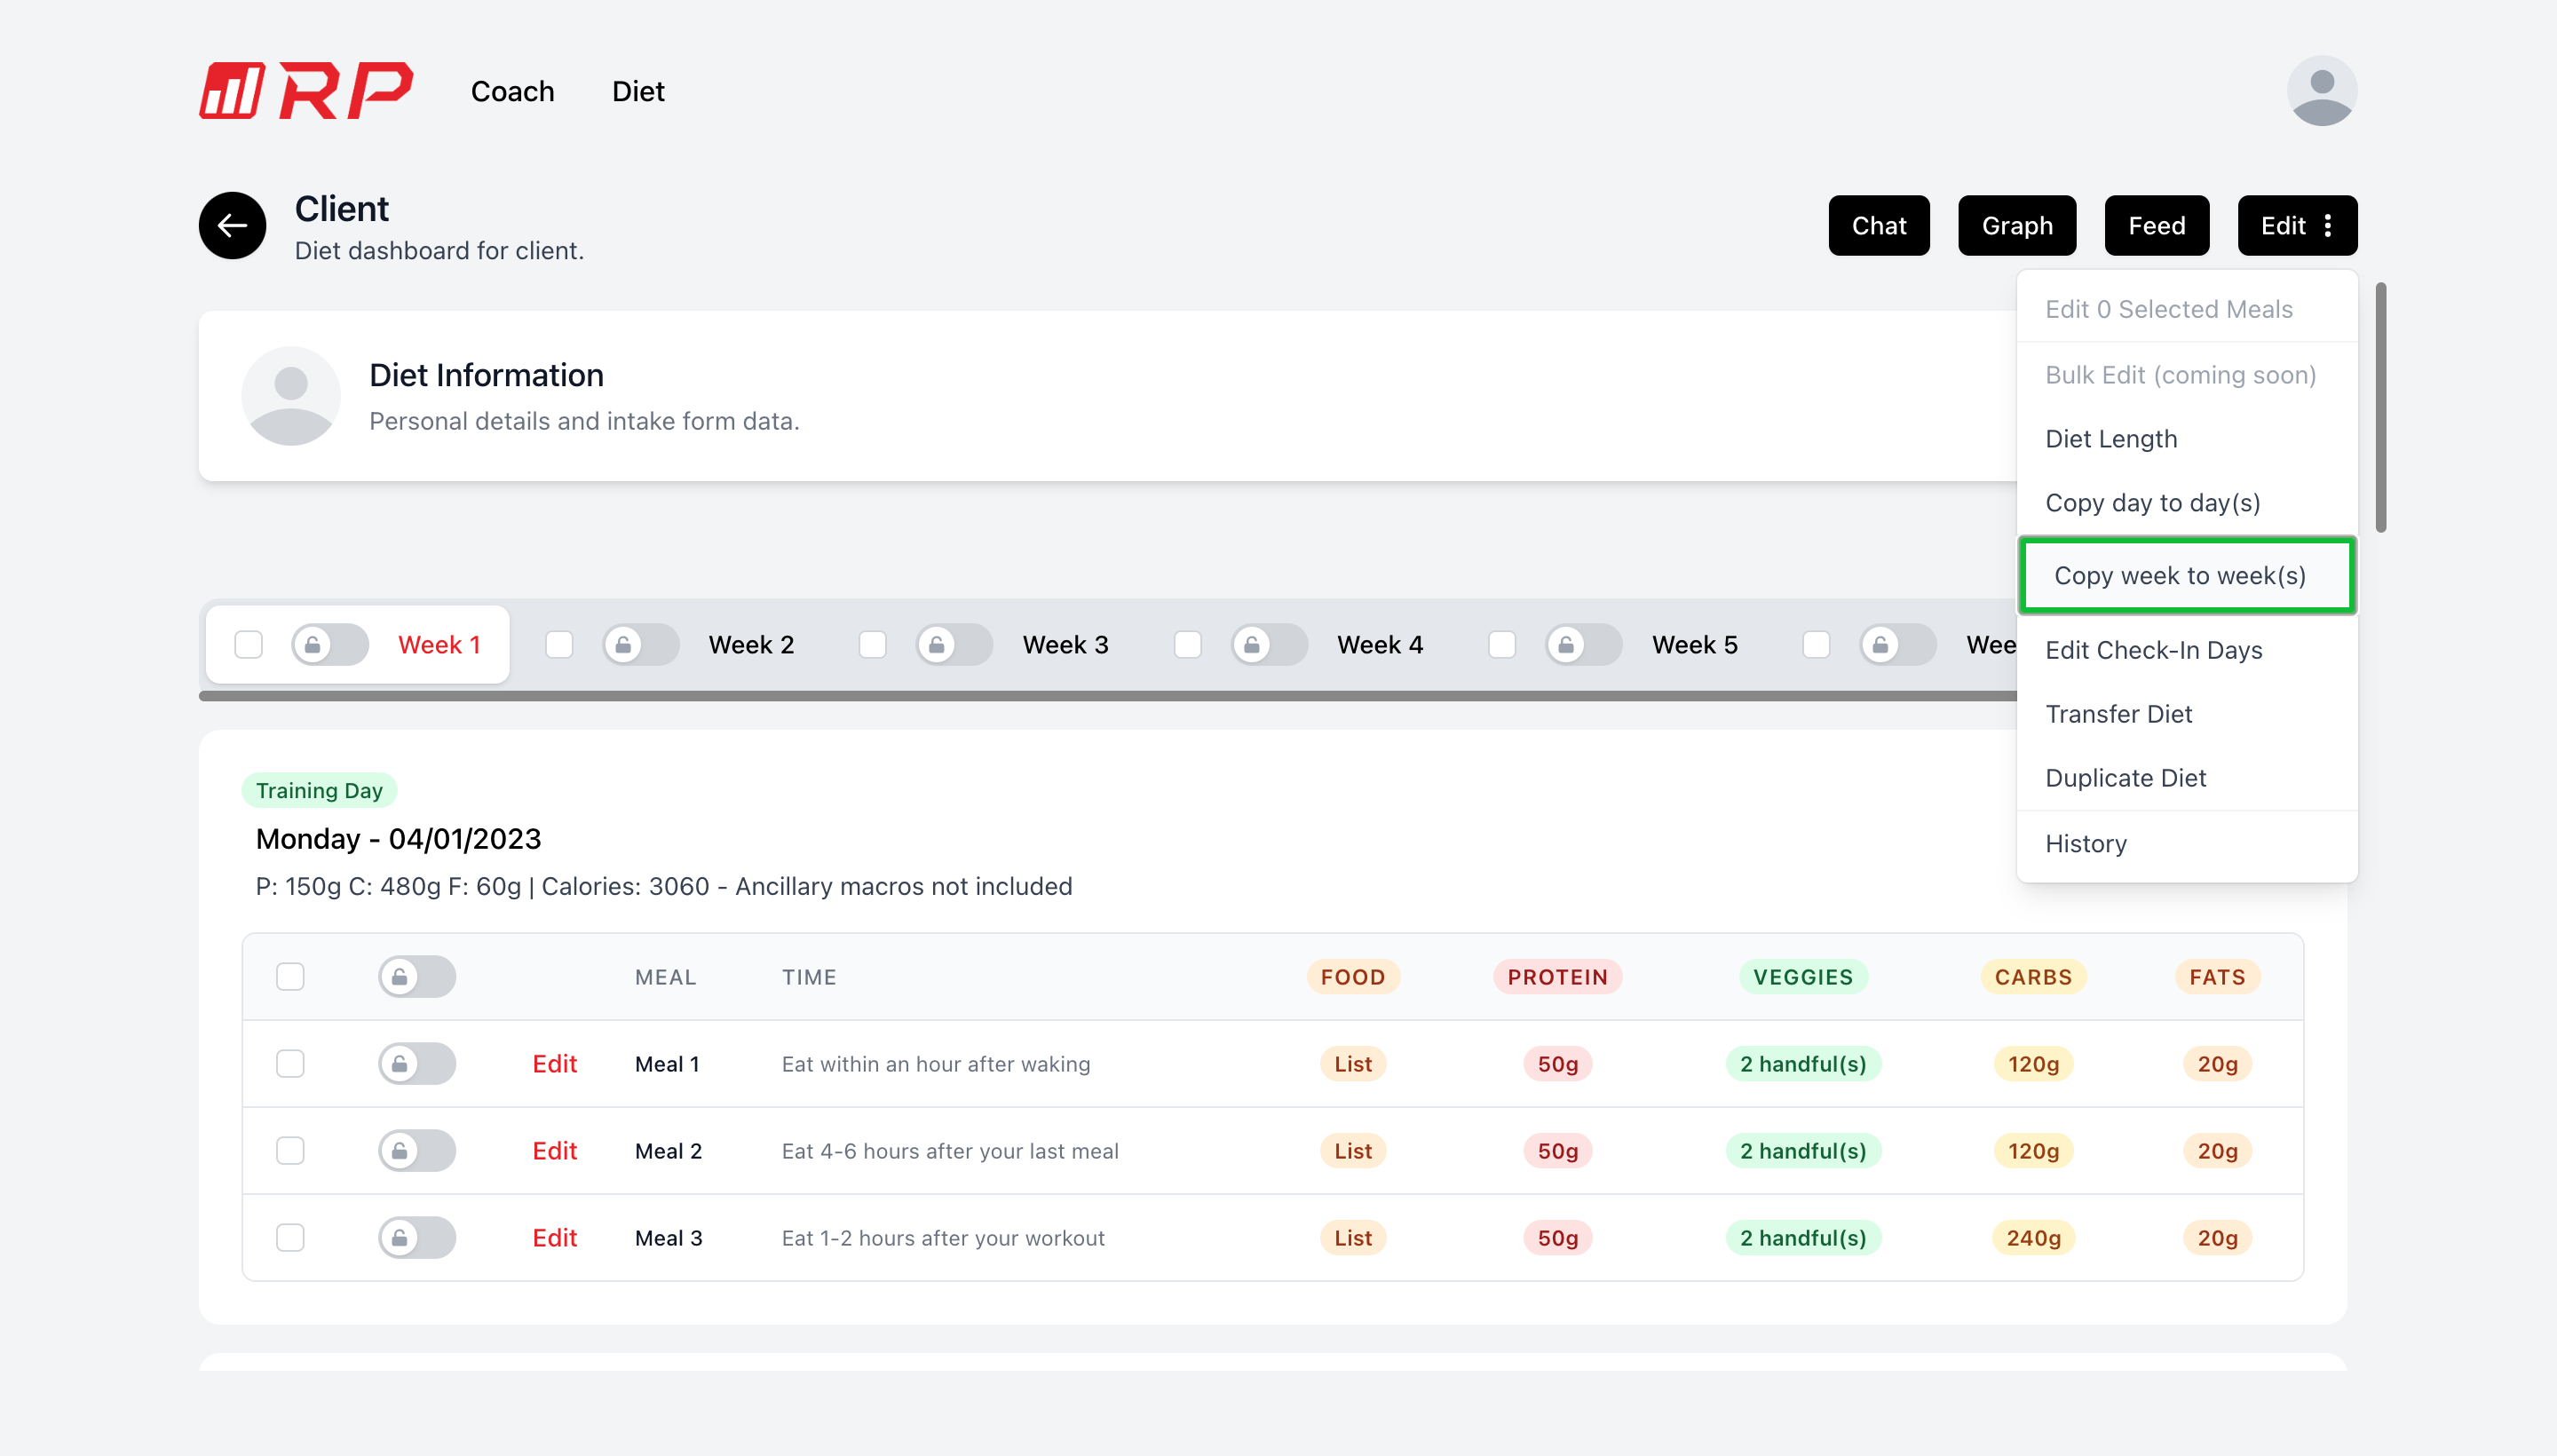 RP
Coach
Diet
Client
Diet dashboard for client.
Chat
Graph
Feed
Edit
Edit 0 Selected Meals
Bulk Edit (coming soon)
Diet Length
Copy day to day(s)
Copy week to week(s)
Edit Check-In Days
Transfer Diet
Duplicate Diet
History
Diet Information
Personal details and intake form data.
Week 1
Week 2
Week 3
Week 4
Week 5
Wee
Training Day
Monday - 04/01/2023
P: 150g C: 480g F: 60g | Calories: 3060 - Ancillary macros not included
MEAL TIME FOOD PROTEIN VEGGIES CARBS FATS
Edit Meal 1 Eat within an hour after waking List 50g 2 handful(s) 120g 20g
Edit Meal 2 Eat 4-6 hours after your last meal List 50g 2 handful(s) 120g 20g
Edit Meal 3 Eat 1-2 hours after your workout List 50g 2 handful(s) 240g 20g